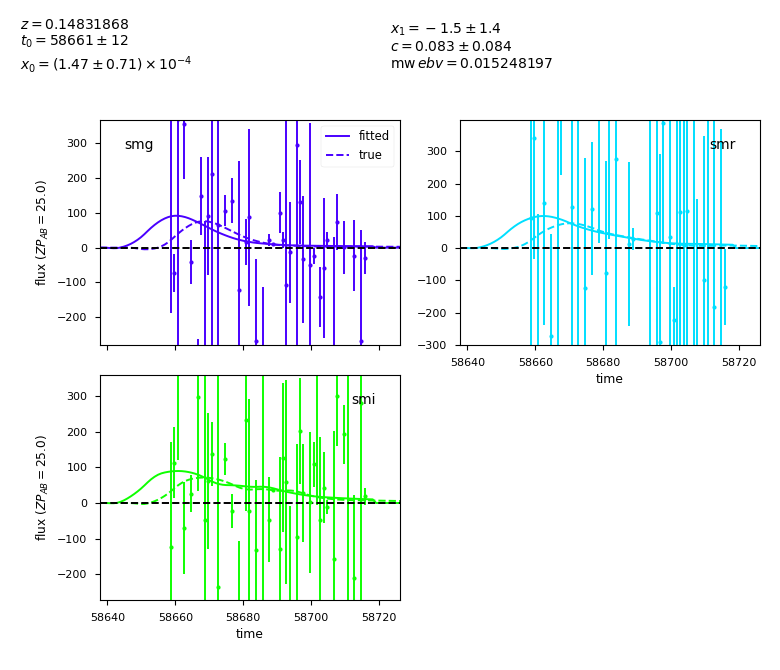 z = 0.14831868
t₀ = 58661 ± 12
x₀ = (1.47 ± 0.71) × 10⁻⁴
x₁ = −1.5 ± 1.4
c = 0.083 ± 0.084
mw ebv = 0.015248197
smg
fitted
true
300
200
100
0
−100
−200
flux (ZP_AB = 25.0)
smr
300
200
100
0
−100
−200
−300
58640 58660 58680 58700 58720
time
smi
300
200
100
0
−100
−200
flux (ZP_AB = 25.0)
58640 58660 58680 58700 58720
time